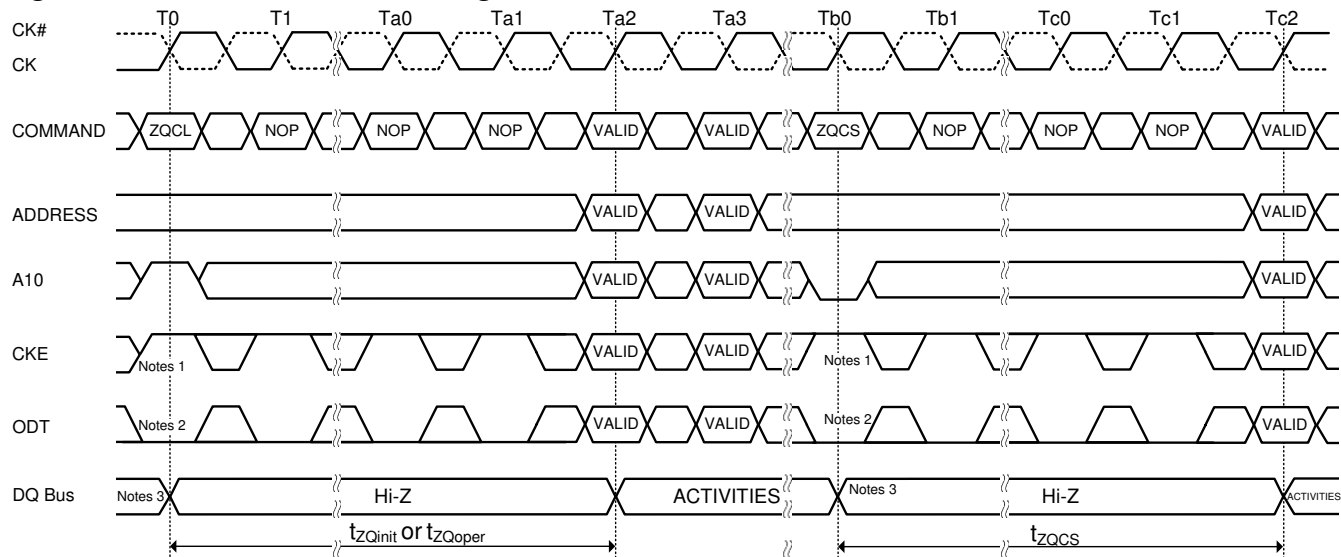 T0 T1 Ta0 Ta1 Ta2 Ta3 Tb0 Tb1 Tc0 Tc1 Tc2
CK#
CK
COMMAND ZQCL NOP NOP NOP VALID VALID ZQCS NOP NOP NOP VALID
ADDRESS VALID VALID VALID
A10 VALID VALID VALID
CKE Notes 1 VALID VALID Notes 1 VALID
ODT Notes 2 VALID VALID Notes 2 VALID
DQ Bus Notes 3 Hi-Z ACTIVITIES Notes 3 Hi-Z ACTIVITIES
tZQinit or tZQoper tZQCS